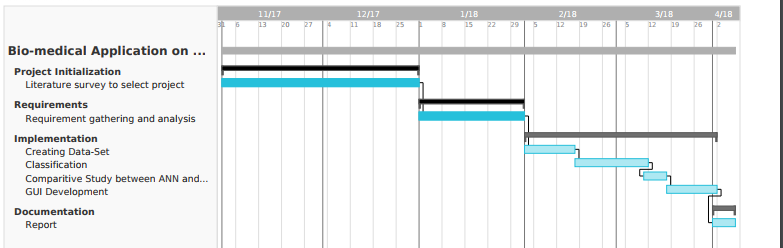 11/17 12/17 1/18 2/18 3/18 4/18
31 6 13 20 27 4 11 18 25 1 8 15 22 29 5 12 19 26 5 12 19 26 2
Bio-medical Application on ...
Project Initialization
Literature survey to select project
Requirements
Requirement gathering and analysis
Implementation
Creating Data-Set
Classification
Comparitive Study between ANN and...
GUI Development
Documentation
Report